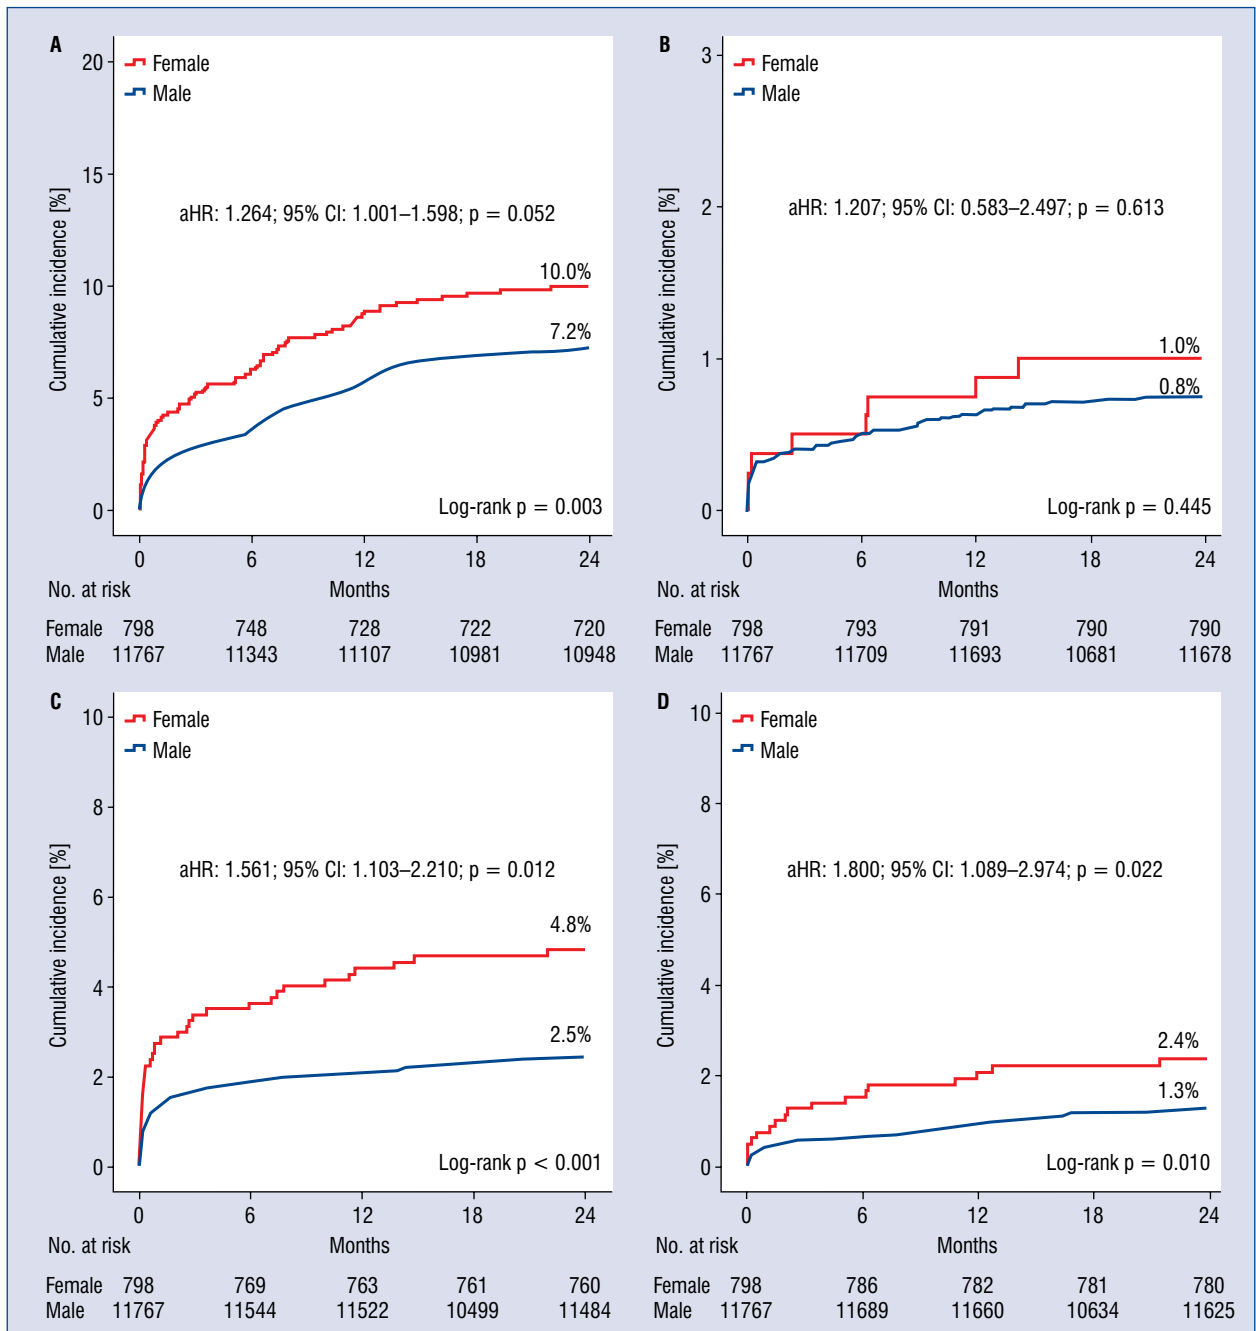 A
Female
Male
20
15
10
5
0
Cumulative incidence [%]
aHR: 1.264; 95% CI: 1.001–1.598; p = 0.052
10.0%
7.2%
Log-rank p = 0.003
0 6 12 18 24
No. at risk Months
Female 798 748 728 722 720
Male 11767 11343 11107 10981 10948
B
Female
Male
3
2
1
0
Cumulative incidence [%]
aHR: 1.207; 95% CI: 0.583–2.497; p = 0.613
1.0%
0.8%
Log-rank p = 0.445
0 6 12 18 24
No. at risk Months
Female 798 793 791 790 790
Male 11767 11709 11693 10681 11678
C
Female
Male
10
8
6
4
2
0
Cumulative incidence [%]
aHR: 1.561; 95% CI: 1.103–2.210; p = 0.012
4.8%
2.5%
Log-rank p < 0.001
0 6 12 18 24
No. at risk Months
Female 798 769 763 761 760
Male 11767 11544 11522 10499 11484
D
Female
Male
10
8
6
4
2
0
Cumulative incidence [%]
aHR: 1.800; 95% CI: 1.089–2.974; p = 0.022
2.4%
1.3%
Log-rank p = 0.010
0 6 12 18 24
No. at risk Months
Female 798 786 782 781 780
Male 11767 11689 11660 10634 11625